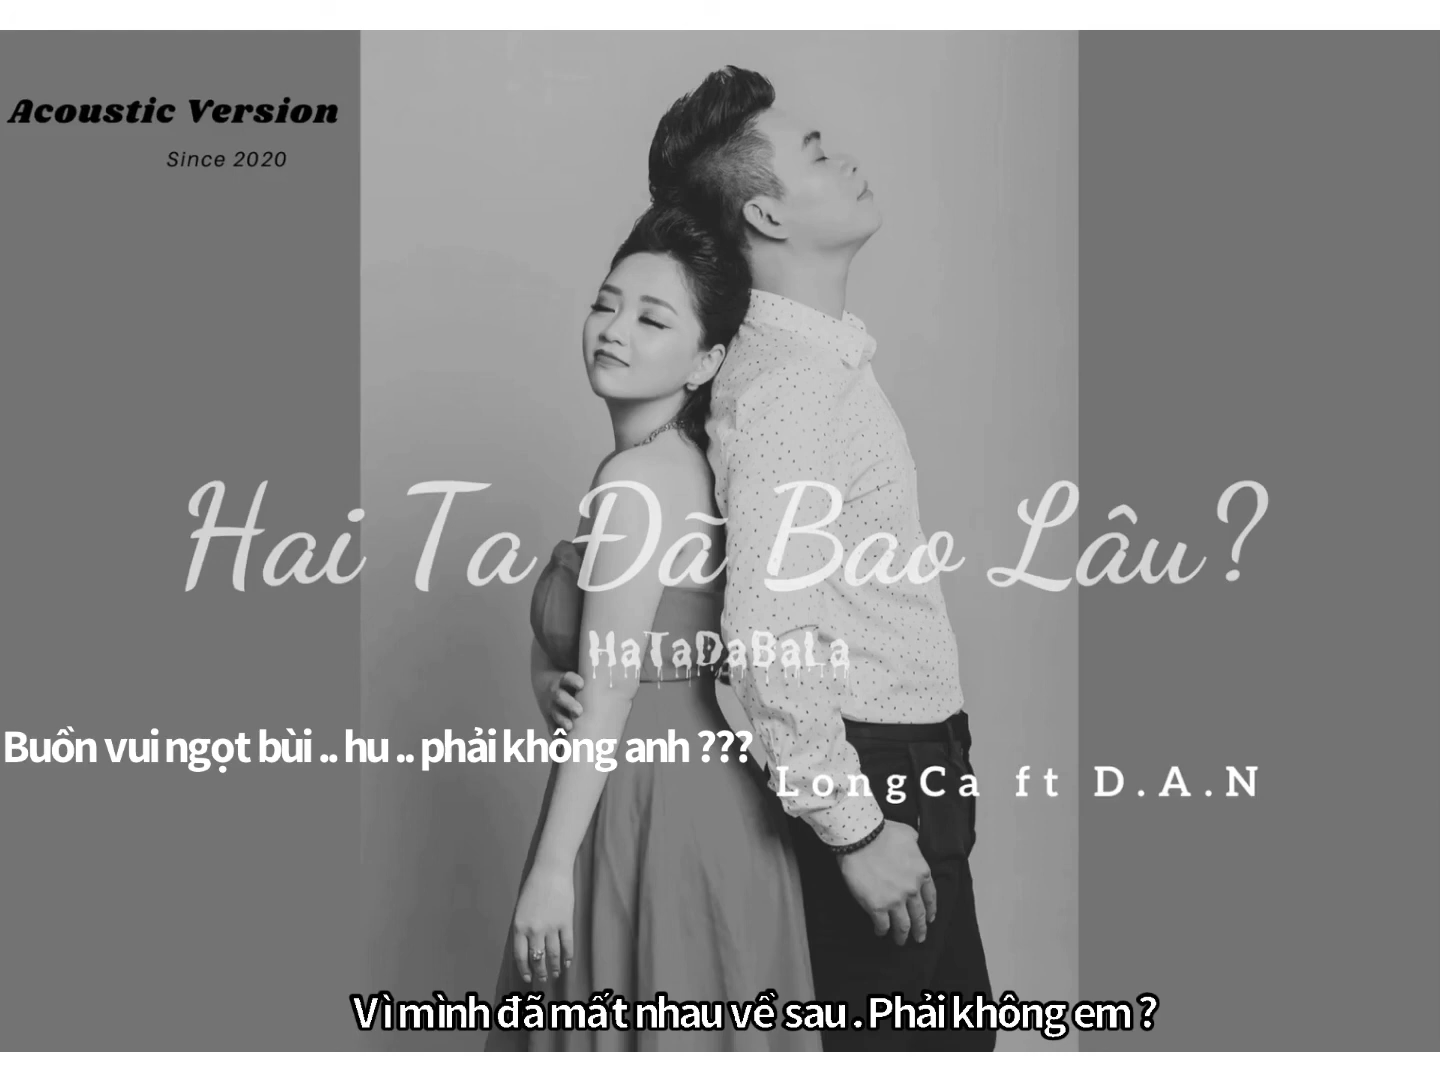 Acoustic Version
Since 2020
Hai Ta Đã Bao Lâu?
HaTaDaBaLa
Buồn vui ngọt bùi .. hu .. phải không anh ???
LongCa ft D.A.N
Vì mình đã mất nhau về sau . Phải không em ?